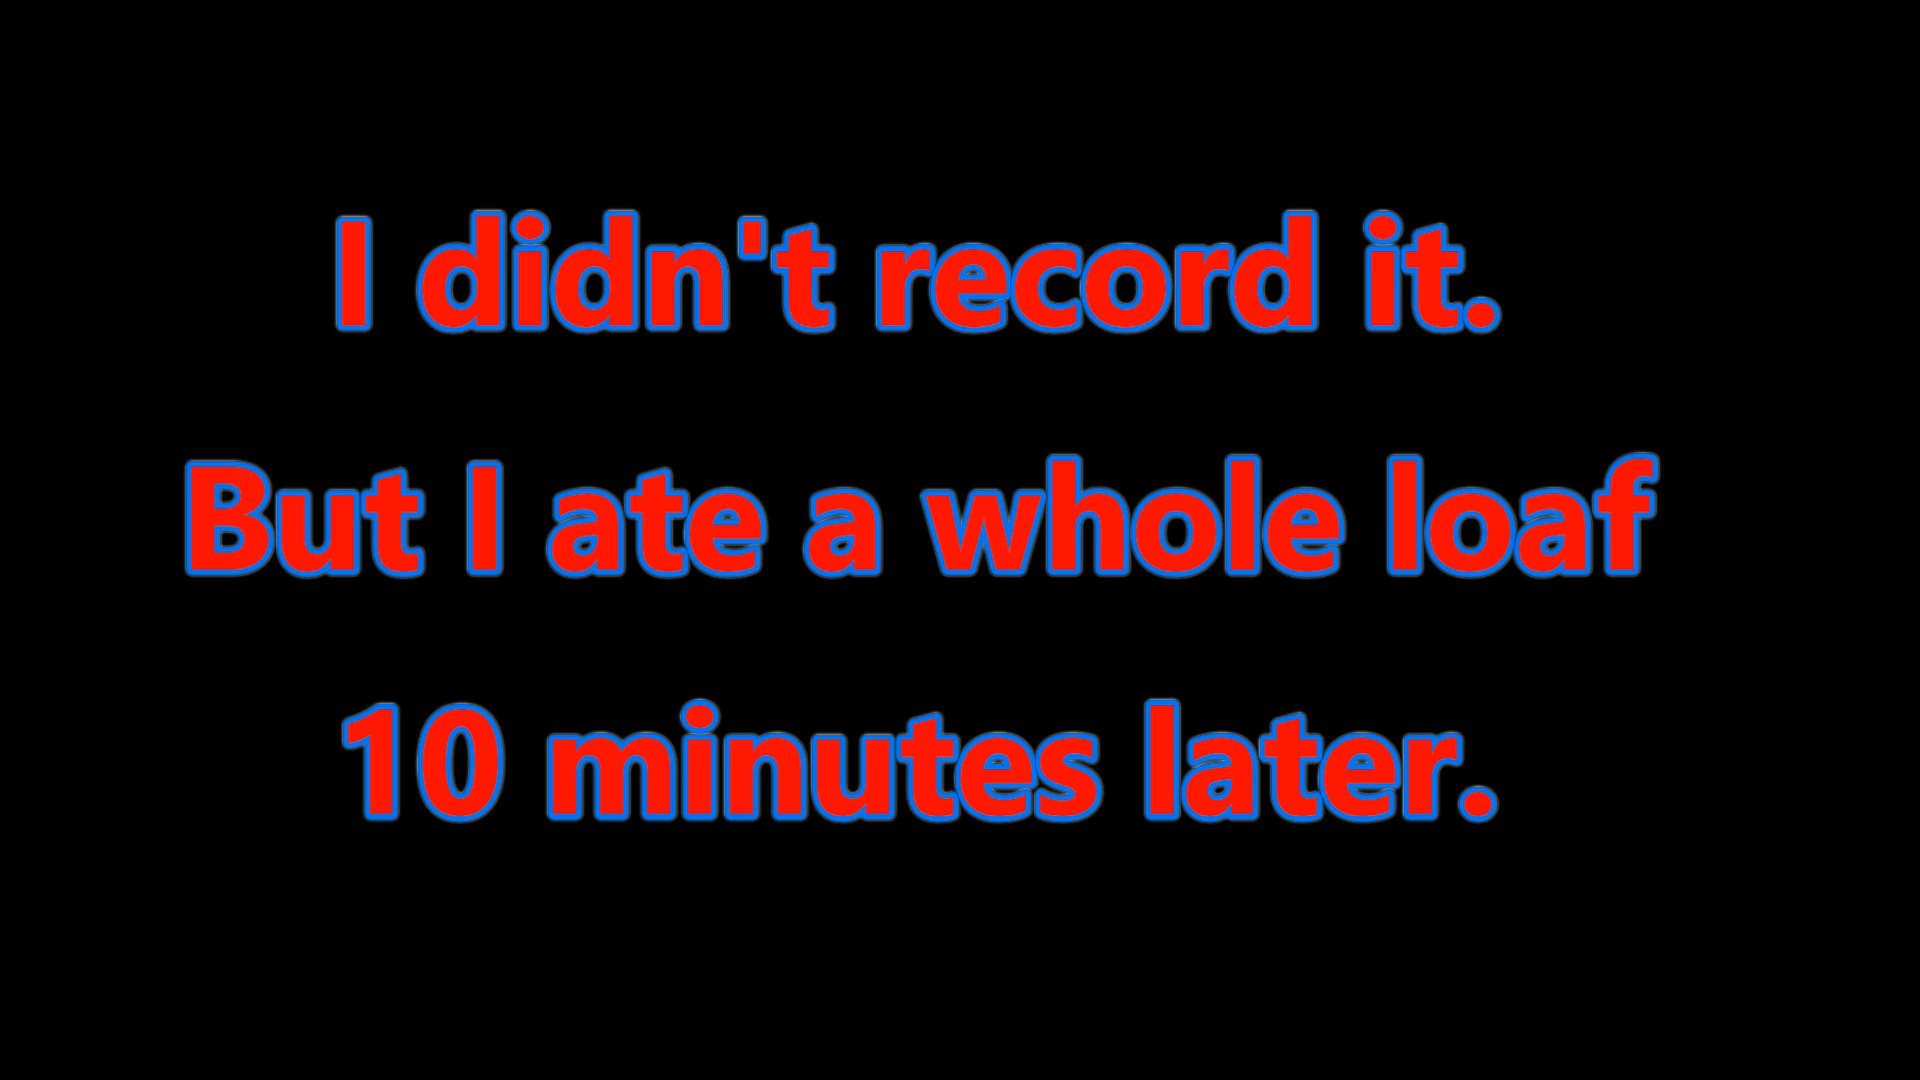 I didn't record it.
But I ate a whole loaf
10 minutes later.